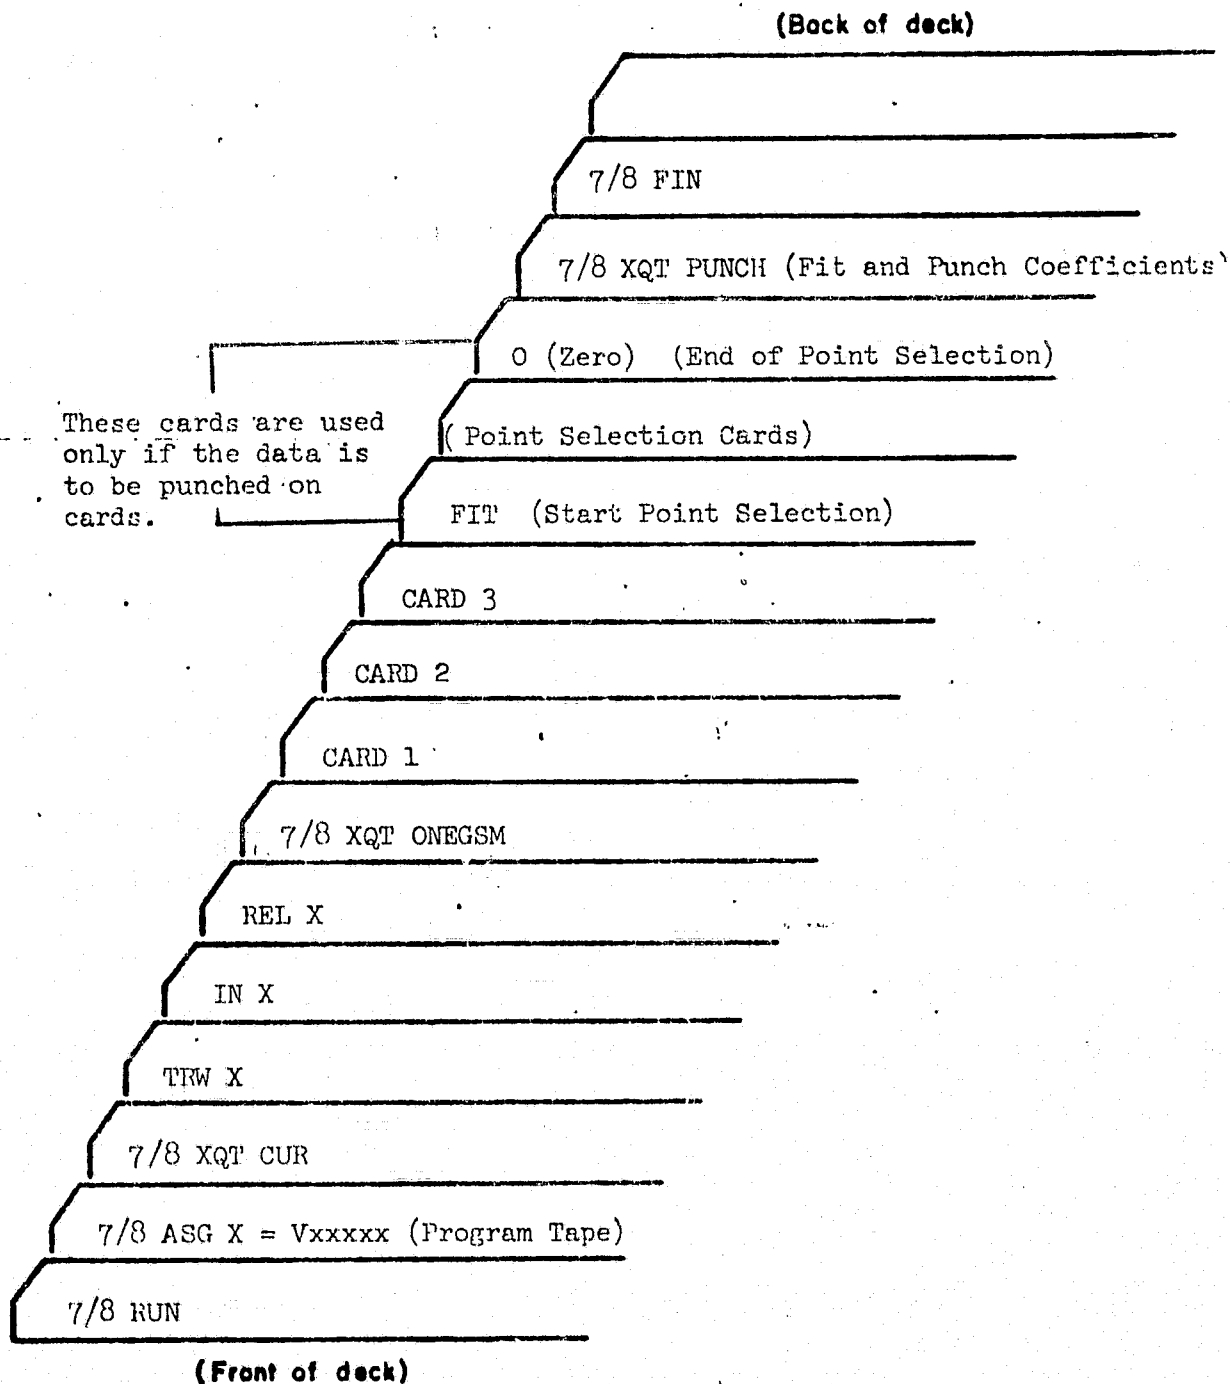 (Back of deck)
7/8 FIN
7/8 XQT PUNCH (Fit and Punch Coefficients)
0 (Zero) (End of Point Selection)
(Point Selection Cards)
These cards are used
only if the data is
to be punched on
cards.
FIT (Start Point Selection)
CARD 3
CARD 2
CARD 1
7/8 XQT ONEGSM
REL X
IN X
TRW X
7/8 XQT CUR
7/8 ASG X = Vxxxxx (Program Tape)
7/8 RUN
(Front of deck)